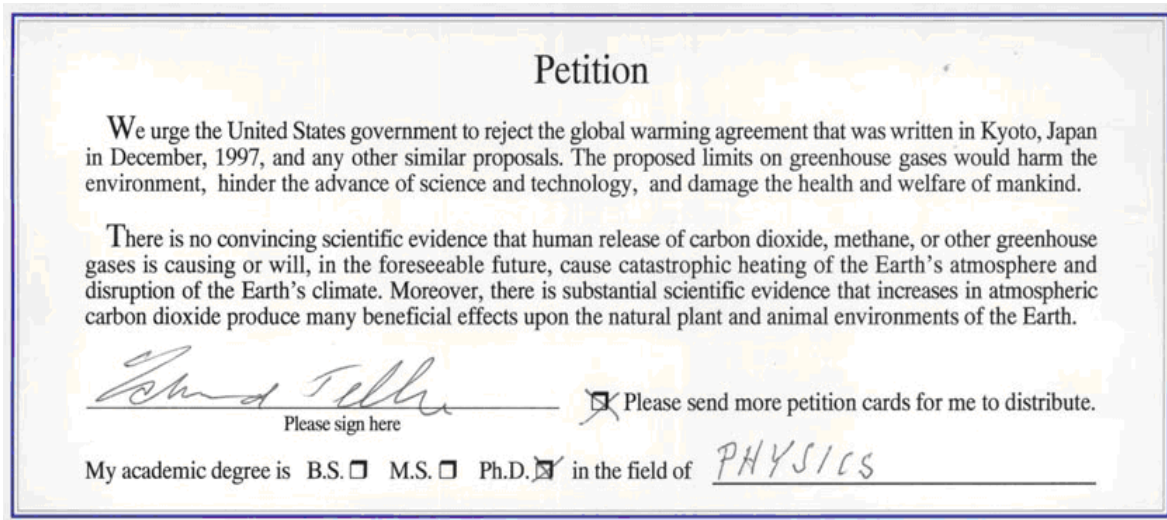 Petition
We urge the United States government to reject the global warming agreement that was written in Kyoto, Japan
in December, 1997, and any other similar proposals. The proposed limits on greenhouse gases would harm the
environment, hinder the advance of science and technology, and damage the health and welfare of mankind.
There is no convincing scientific evidence that human release of carbon dioxide, methane, or other greenhouse
gases is causing or will, in the foreseeable future, cause catastrophic heating of the Earth's atmosphere and
disruption of the Earth's climate. Moreover, there is substantial scientific evidence that increases in atmospheric
carbon dioxide produce many beneficial effects upon the natural plant and animal environments of the Earth.
Edward Teller
Please send more petition cards for me to distribute.
Please sign here
My academic degree is B.S. M.S. Ph.D. in the field of PHYSICS